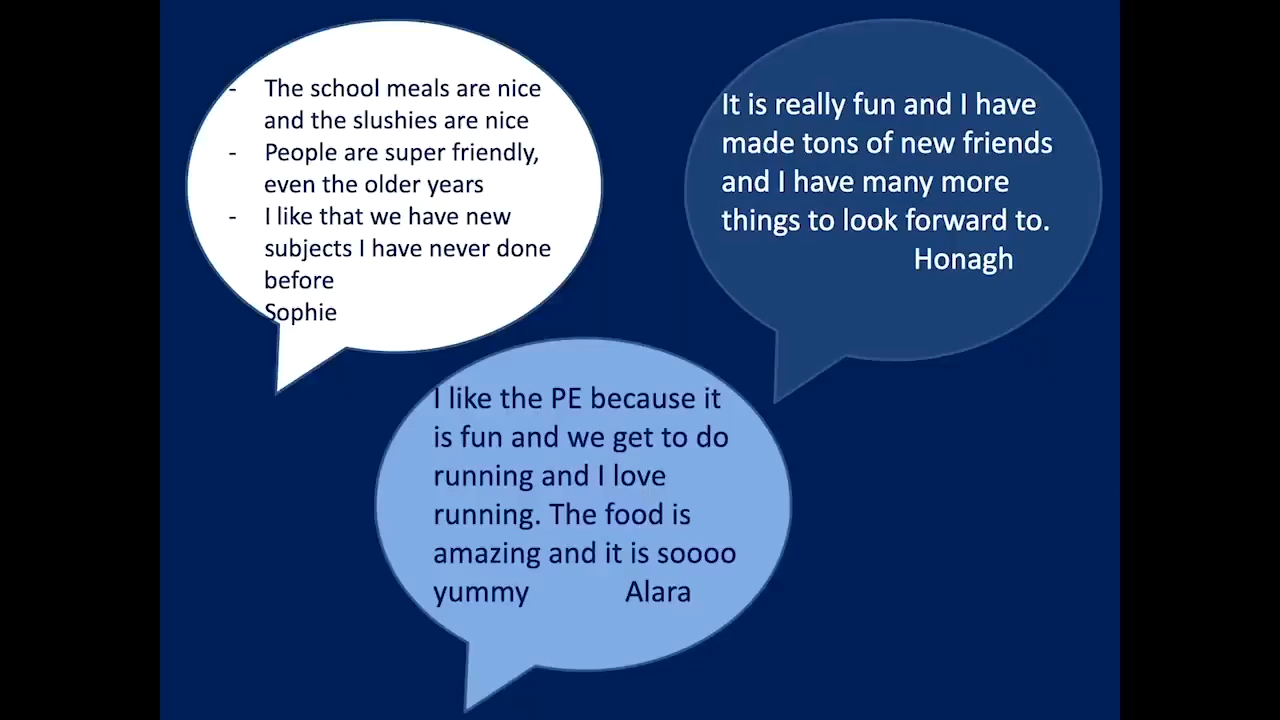 - The school meals are nice
and the slushies are nice
- People are super friendly,
even the older years
- I like that we have new
subjects I have never done
before
Sophie
It is really fun and I have
made tons of new friends
and I have many more
things to look forward to.
Honagh
I like the PE because it
is fun and we get to do
running and I love
running. The food is
amazing and it is soooo
yummy Alara